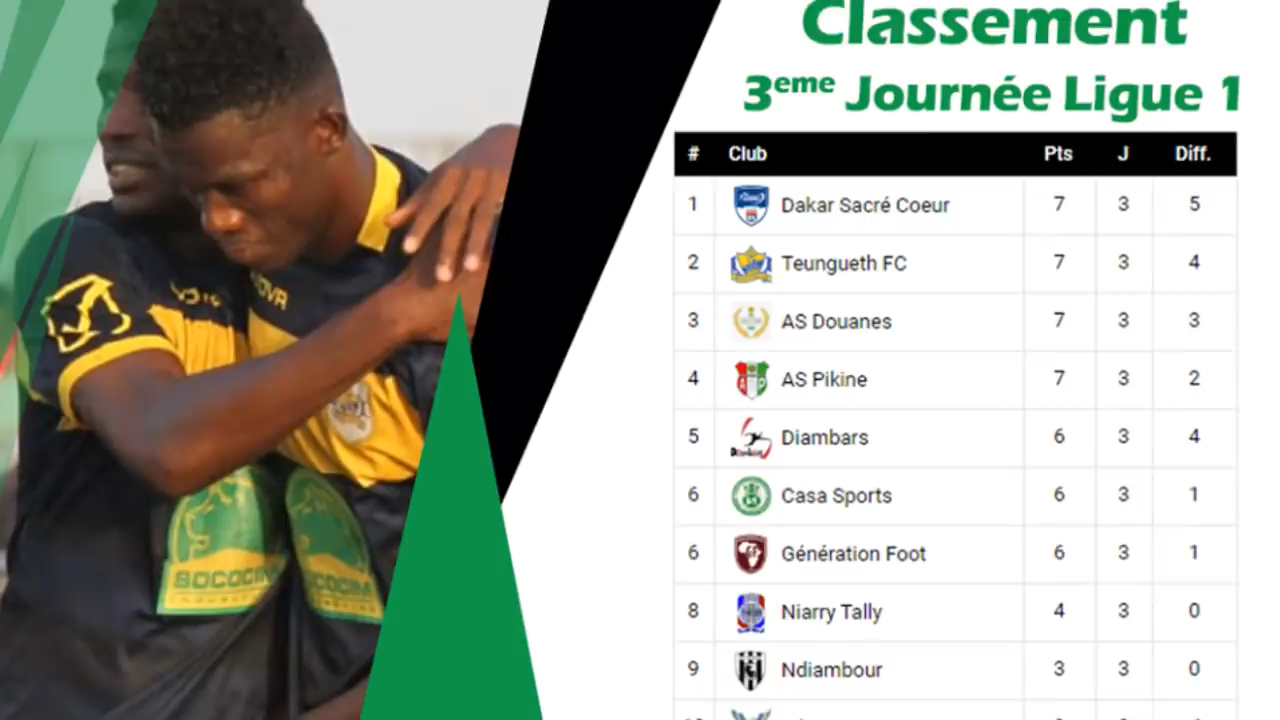 Classement
3eme Journée Ligue 1
# Club Pts J Diff.
1 Dakar Sacré Coeur 7 3 5
2 Teungueth FC 7 3 4
3 AS Douanes 7 3 3
4 AS Pikine 7 3 2
5 Diambars 6 3 4
6 Casa Sports 6 3 1
6 Génération Foot 6 3 1
8 Niarry Tally 4 3 0
9 Ndiambour 3 3 0
SOCOCIM